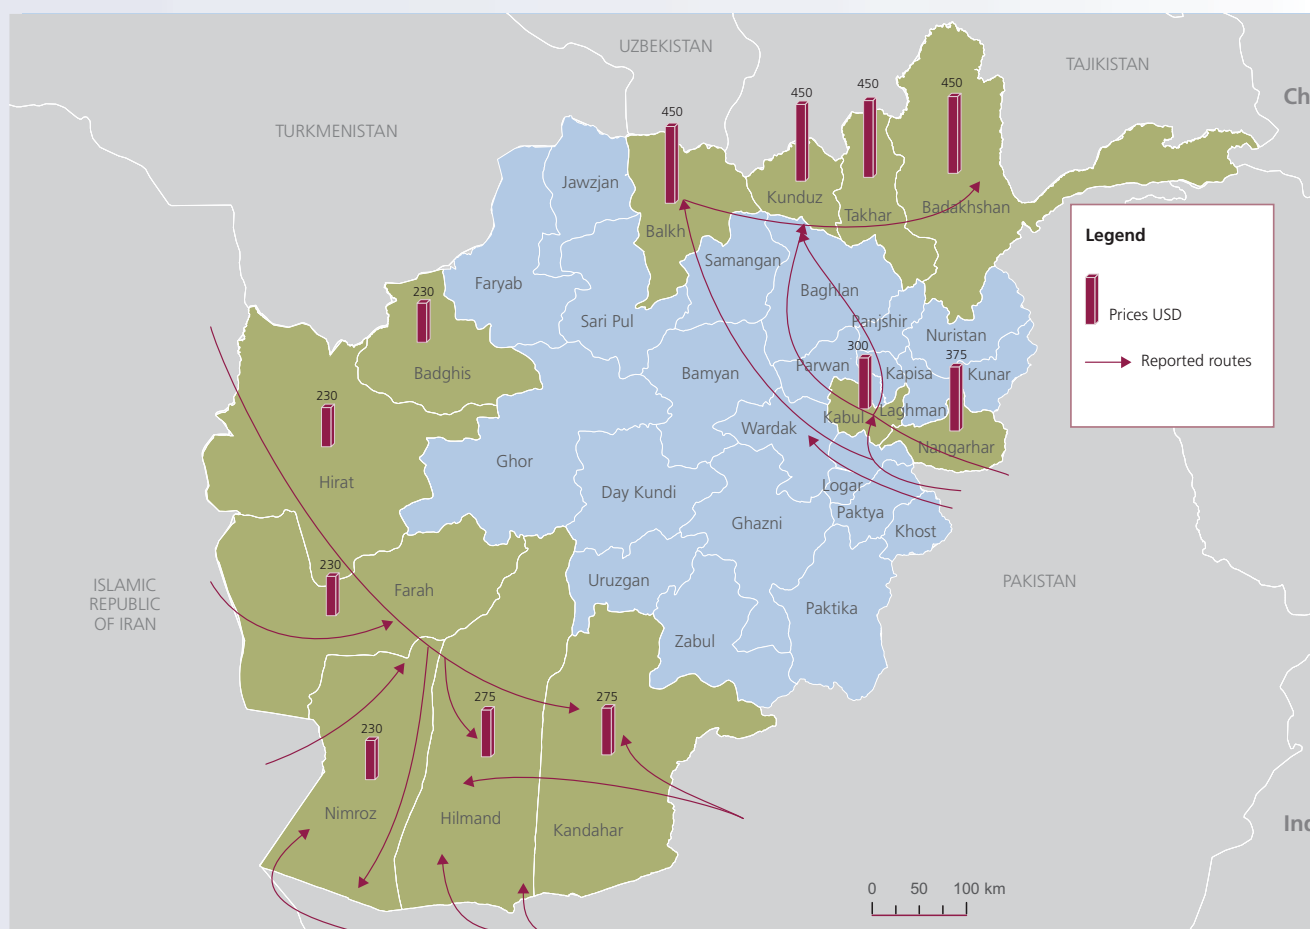 UZBEKISTAN
TAJIKISTAN
Ch
TURKMENISTAN
450
450
450
450
Jawzjan
Kunduz
Takhar
Badakhshan
Balkh
Legend
Prices USD
Reported routes
Samangan
Faryab
Baghlan
230
Sari Pul
Panjshir
Nuristan
300
375
Parwan
Kapisa
Kunar
Badghis
Bamyan
230
Kabul
Laghman
Wardak
Nangarhar
Ghor
Hirat
Day Kundi
Logar
Ghazni
Paktya
Khost
230
Farah
Uruzgan
ISLAMIC
REPUBLIC
OF IRAN
PAKISTAN
Paktika
Zabul
275
275
230
Nimroz
Hilmand
Kandahar
Ind
0 50 100 km